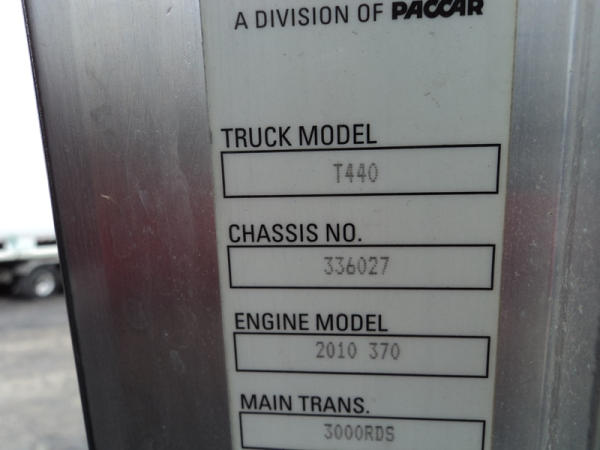 A DIVISION OF PACCAR
TRUCK MODEL
T440
CHASSIS NO.
336027
ENGINE MODEL
2010 370
MAIN TRANS.
3000RDS